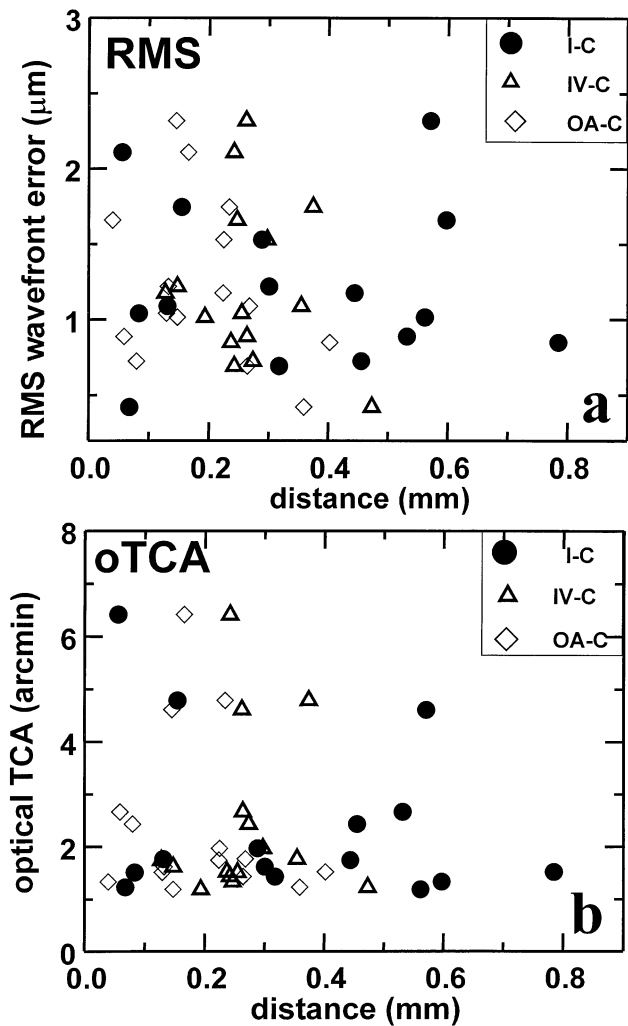 3
RMS
I-C
IV-C
OA-C
2
1
RMS wavefront error (μm)
a
0.0 0.2 0.4 0.6 0.8
distance (mm)
8
oTCA
I-C
IV-C
OA-C
6
4
2
0
optical TCA (arcmin)
b
0.0 0.2 0.4 0.6 0.8
distance (mm)